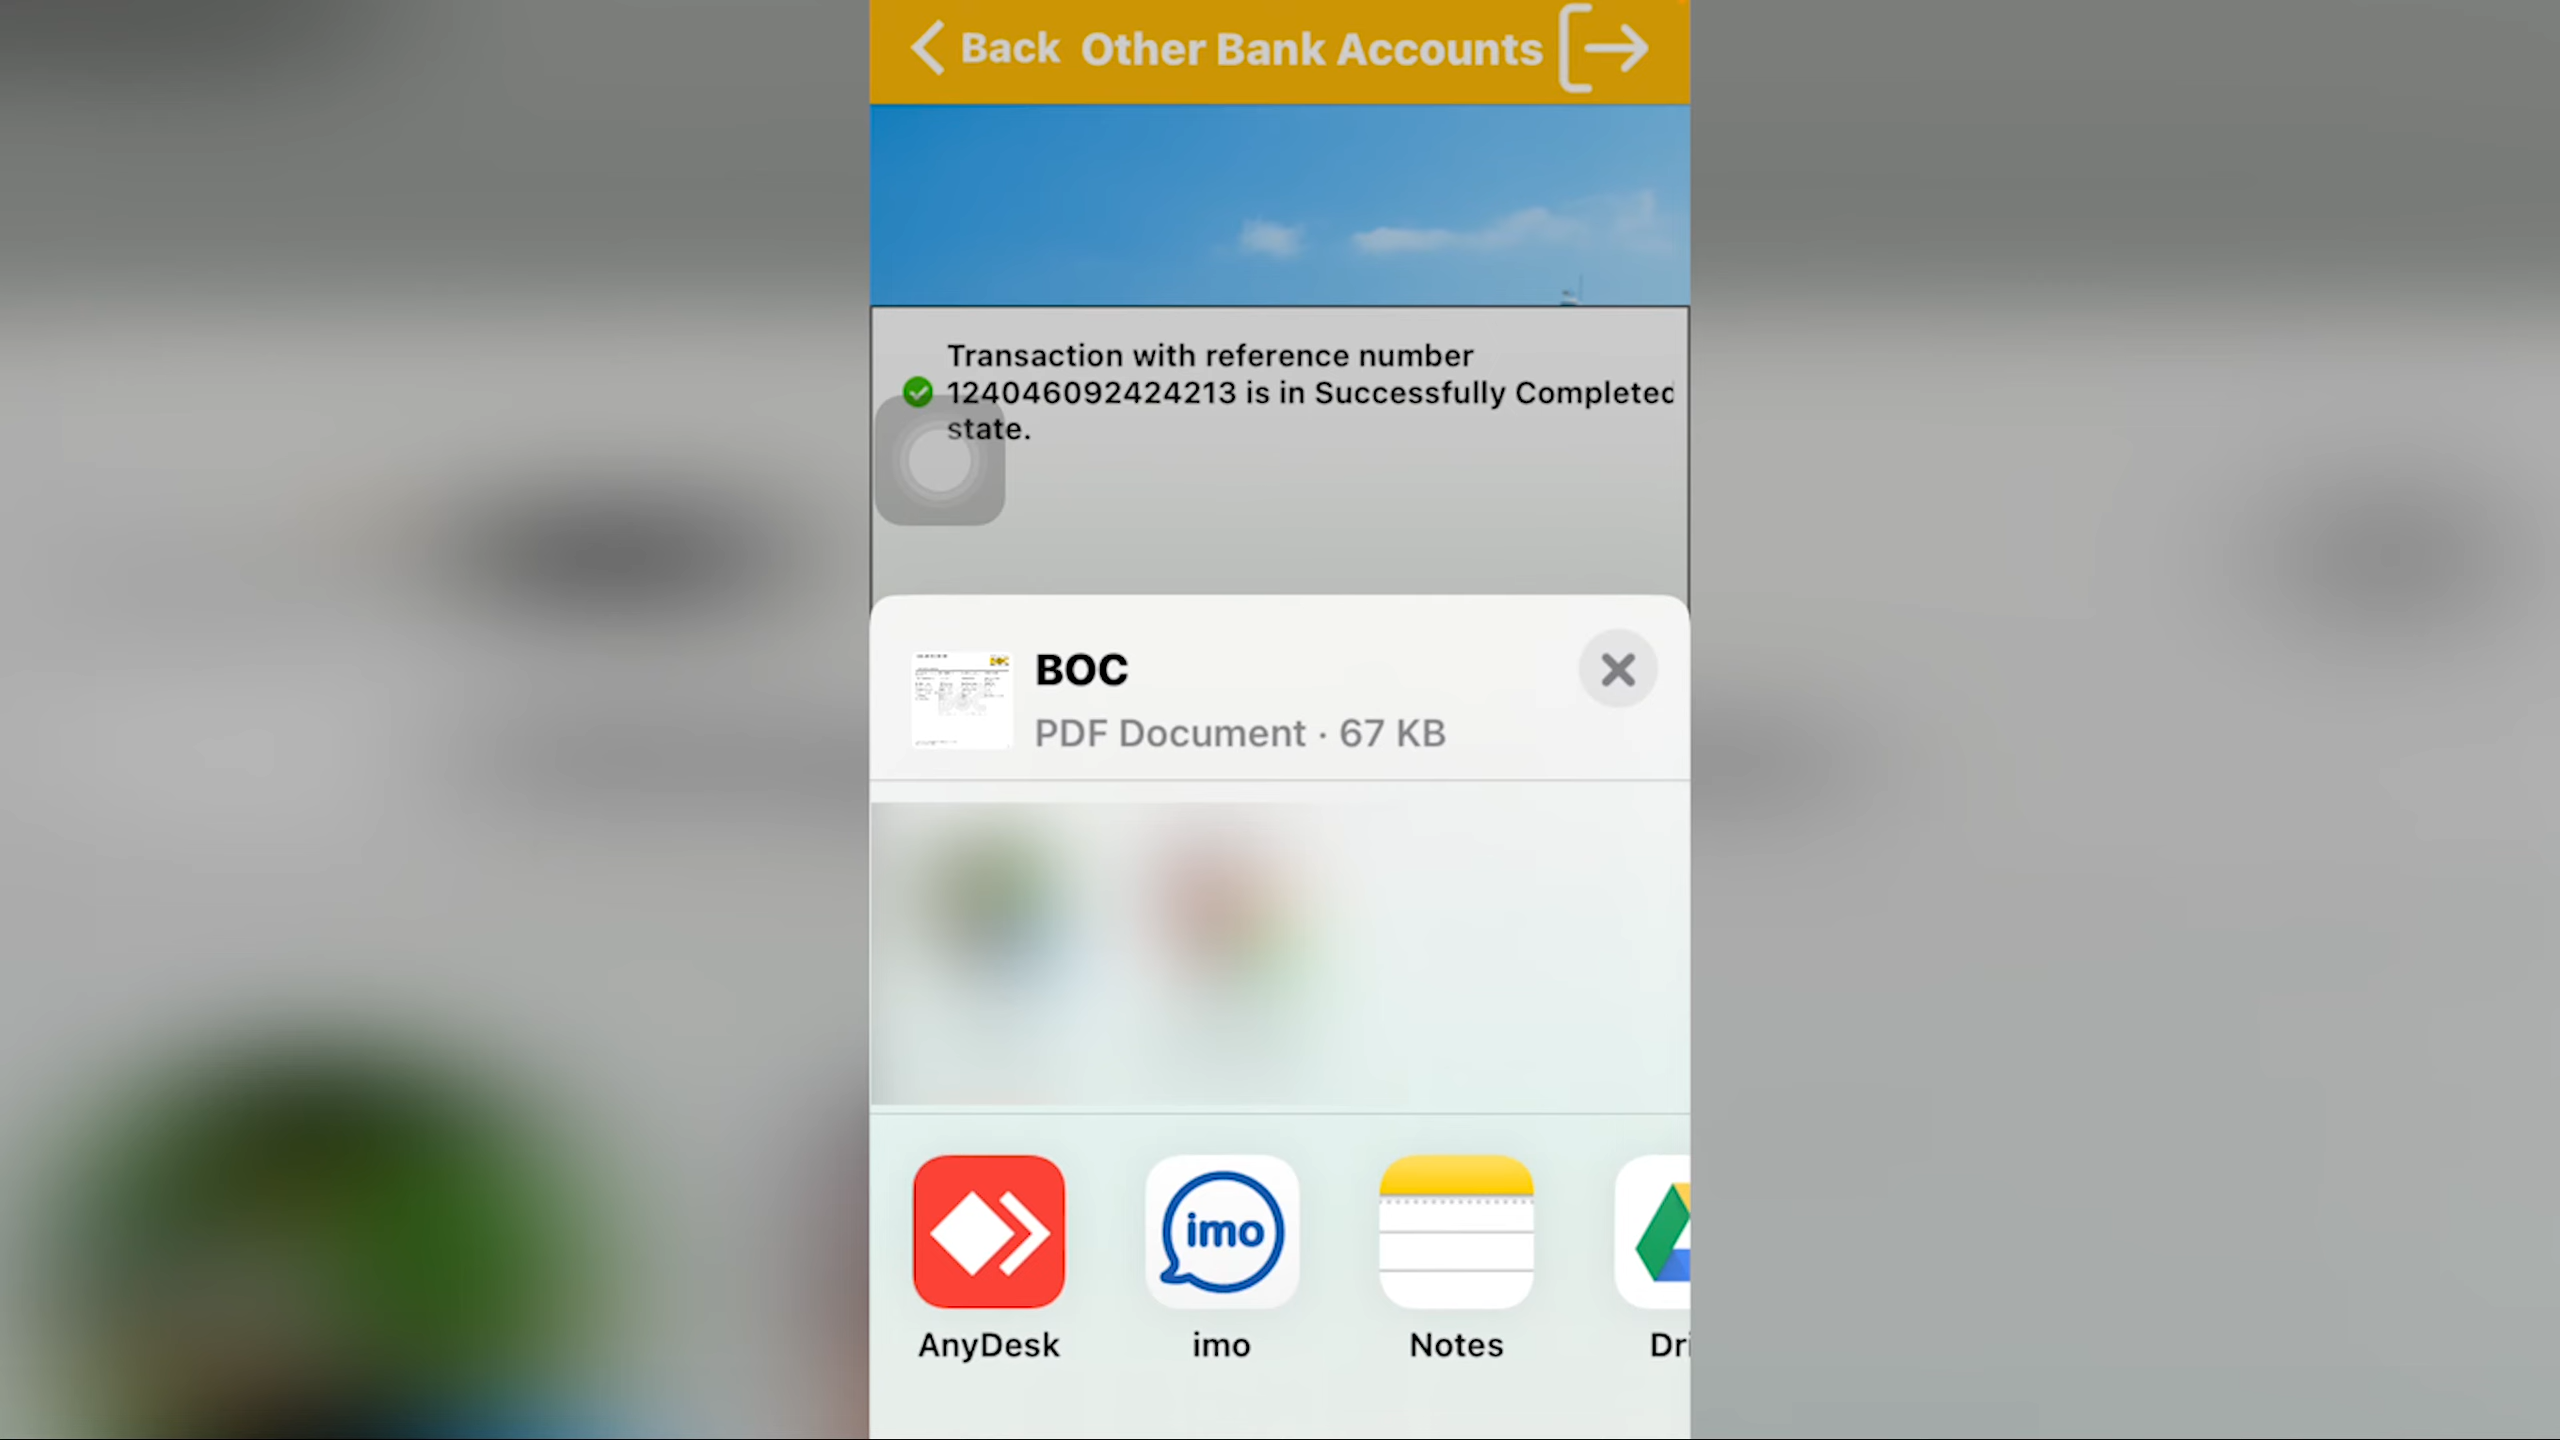 Back Other Bank Accounts
Transaction with reference number
124046092424213 is in Successfully Completed
state.
BOC
PDF Document · 67 KB
imo
AnyDesk
imo
Notes
Dri